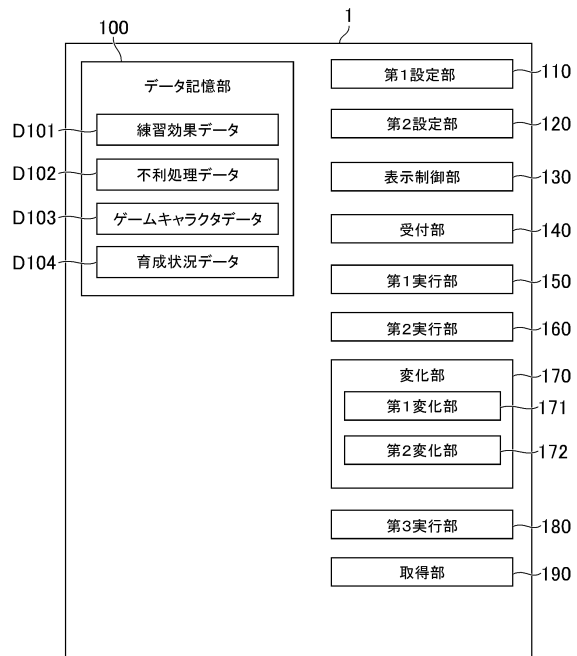 1
100
データ記憶部
D101
練習効果データ
D102
不利処理データ
D103
ゲームキャラクタデータ
D104
育成状況データ
第1設定部
110
第2設定部
120
表示制御部
130
受付部
140
第1実行部
150
第2実行部
160
変化部
170
第1変化部
171
第2変化部
172
第3実行部
180
取得部
190